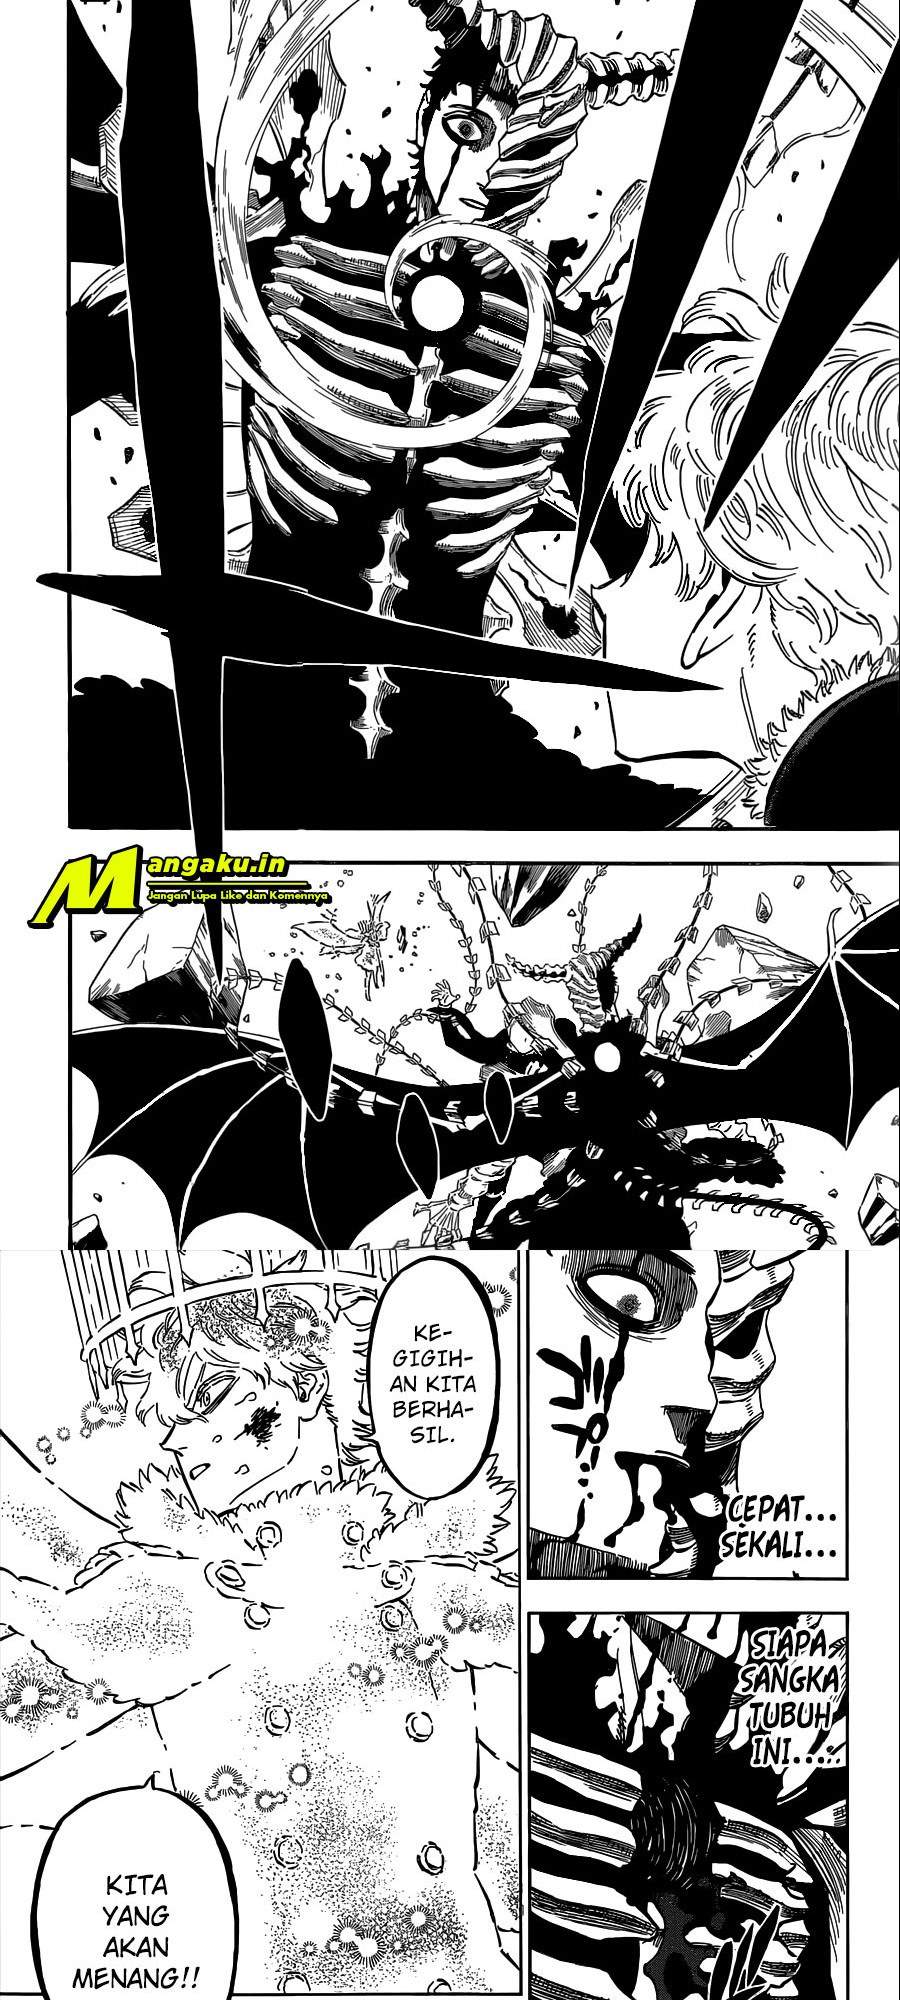 Mangaku.in
Jangan Lupa Like dan Komennya
CEPAT...
SEKALI...
KE-
GIGIH-
AN KITA
BERHA-
SIL.
SIAPA
SANGKA
TUBUH
INI.....
KITA
YANG
AKAN
MENANG!!